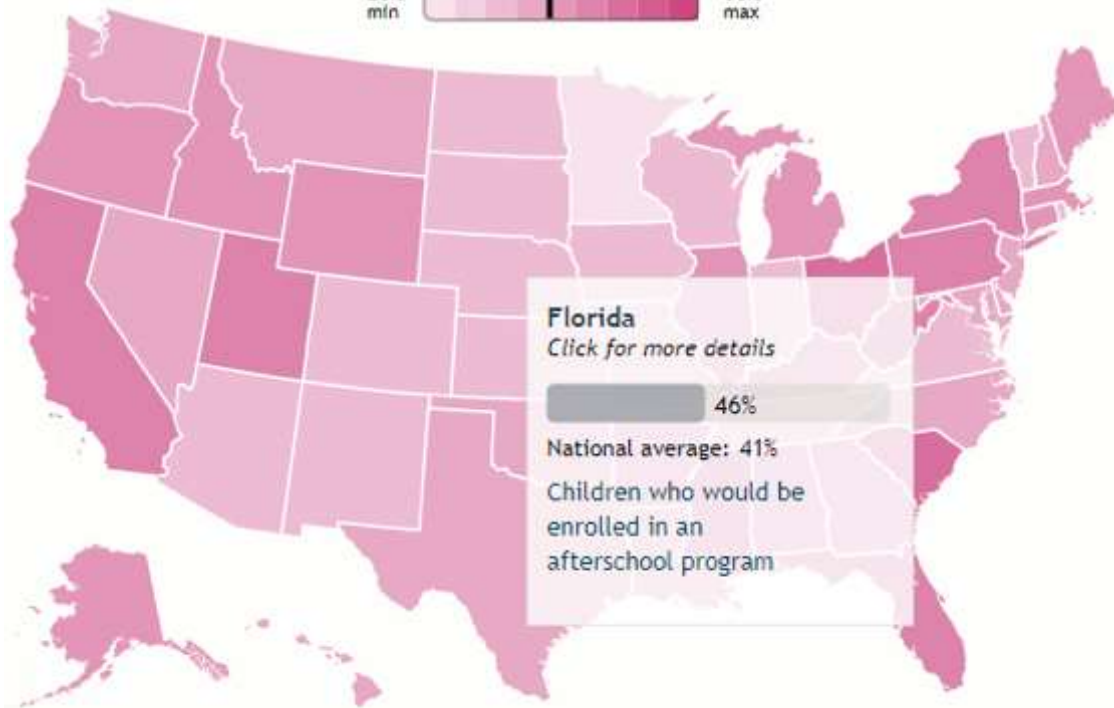 min
max
Florida
Click for more details
46%
National average: 41%
Children who would be
enrolled in an
afterschool program